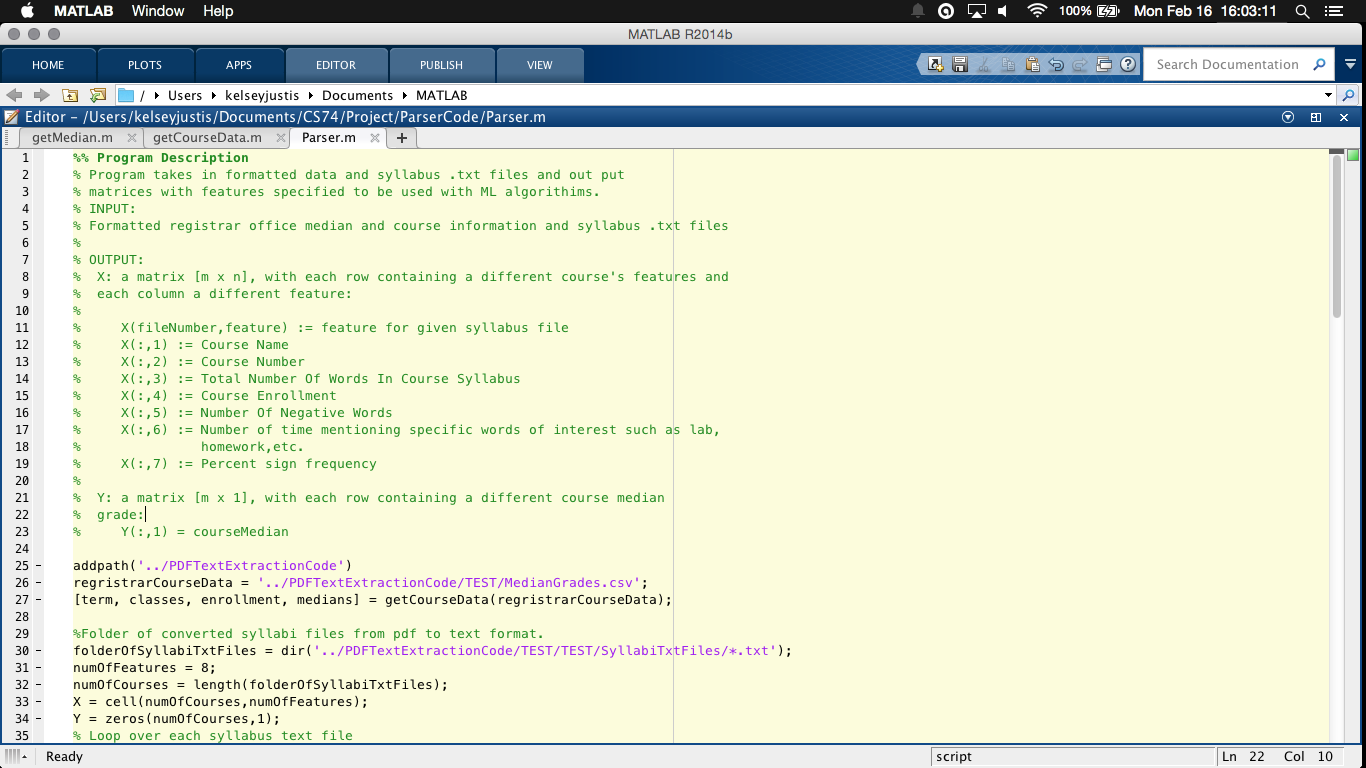 MATLAB Window Help 100% Mon Feb 16 16:03:11
MATLAB R2014b
HOME PLOTS APPS EDITOR PUBLISH VIEW Search Documentation
/ Users kelseyjustis Documents MATLAB
Editor - /Users/kelseyjustis/Documents/CS74/Project/ParserCode/Parser.m
getMedian.m getCourseData.m Parser.m +
1 %% Program Description
2 % Program takes in formatted data and syllabus .txt files and out put
3 % matrices with features specified to be used with ML algorithims.
4 % INPUT:
5 % Formatted registrar office median and course information and syllabus .txt files
6 %
7 % OUTPUT:
8 %  X: a matrix [m x n], with each row containing a different course's features and
9 %  each column a different feature:
10 %
11 %     X(fileNumber,feature) := feature for given syllabus file
12 %     X(:,1) := Course Name
13 %     X(:,2) := Course Number
14 %     X(:,3) := Total Number Of Words In Course Syllabus
15 %     X(:,4) := Course Enrollment
16 %     X(:,5) := Number Of Negative Words
17 %     X(:,6) := Number of time mentioning specific words of interest such as lab,
18 %               homework,etc.
19 %     X(:,7) := Percent sign frequency
20 %
21 %  Y: a matrix [m x 1], with each row containing a different course median
22 %  grade:
23 %     Y(:,1) = courseMedian
24
25 - addpath('../PDFTextExtractionCode')
26 - regristrarCourseData = '../PDFTextExtractionCode/TEST/MedianGrades.csv';
27 - [term, classes, enrollment, medians] = getCourseData(regristrarCourseData);
28
29 %Folder of converted syllabi files from pdf to text format.
30 - folderOfSyllabiTxtFiles = dir('../PDFTextExtractionCode/TEST/TEST/SyllabiTxtFiles/*.txt');
31 - numOfFeatures = 8;
32 - numOfCourses = length(folderOfSyllabiTxtFiles);
33 - X = cell(numOfCourses,numOfFeatures);
34 - Y = zeros(numOfCourses,1);
35 % Loop over each syllabus text file
Ready script Ln 22 Col 10